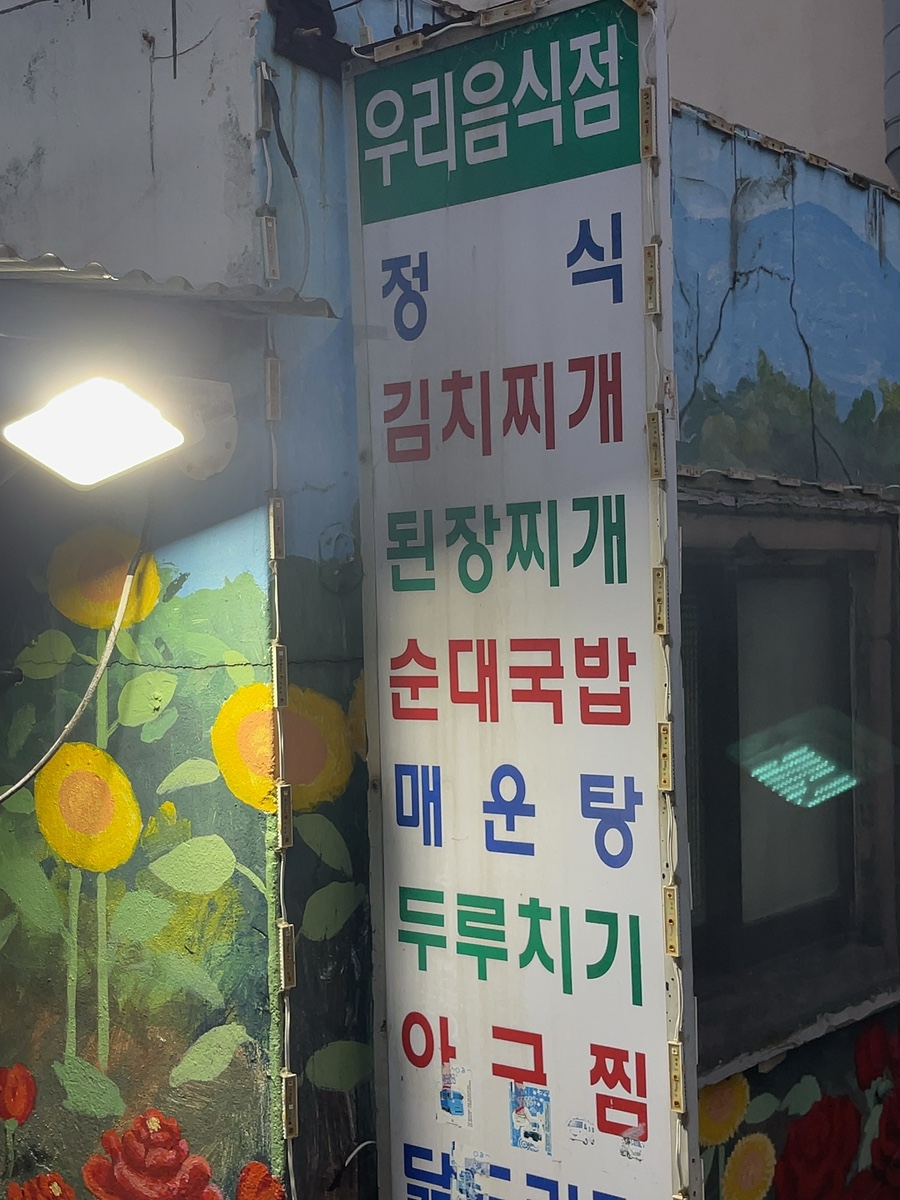 우리음식점
정 식
김치찌개
된장찌개
순대국밥
매 운 탕
두루치기
아 구 찜